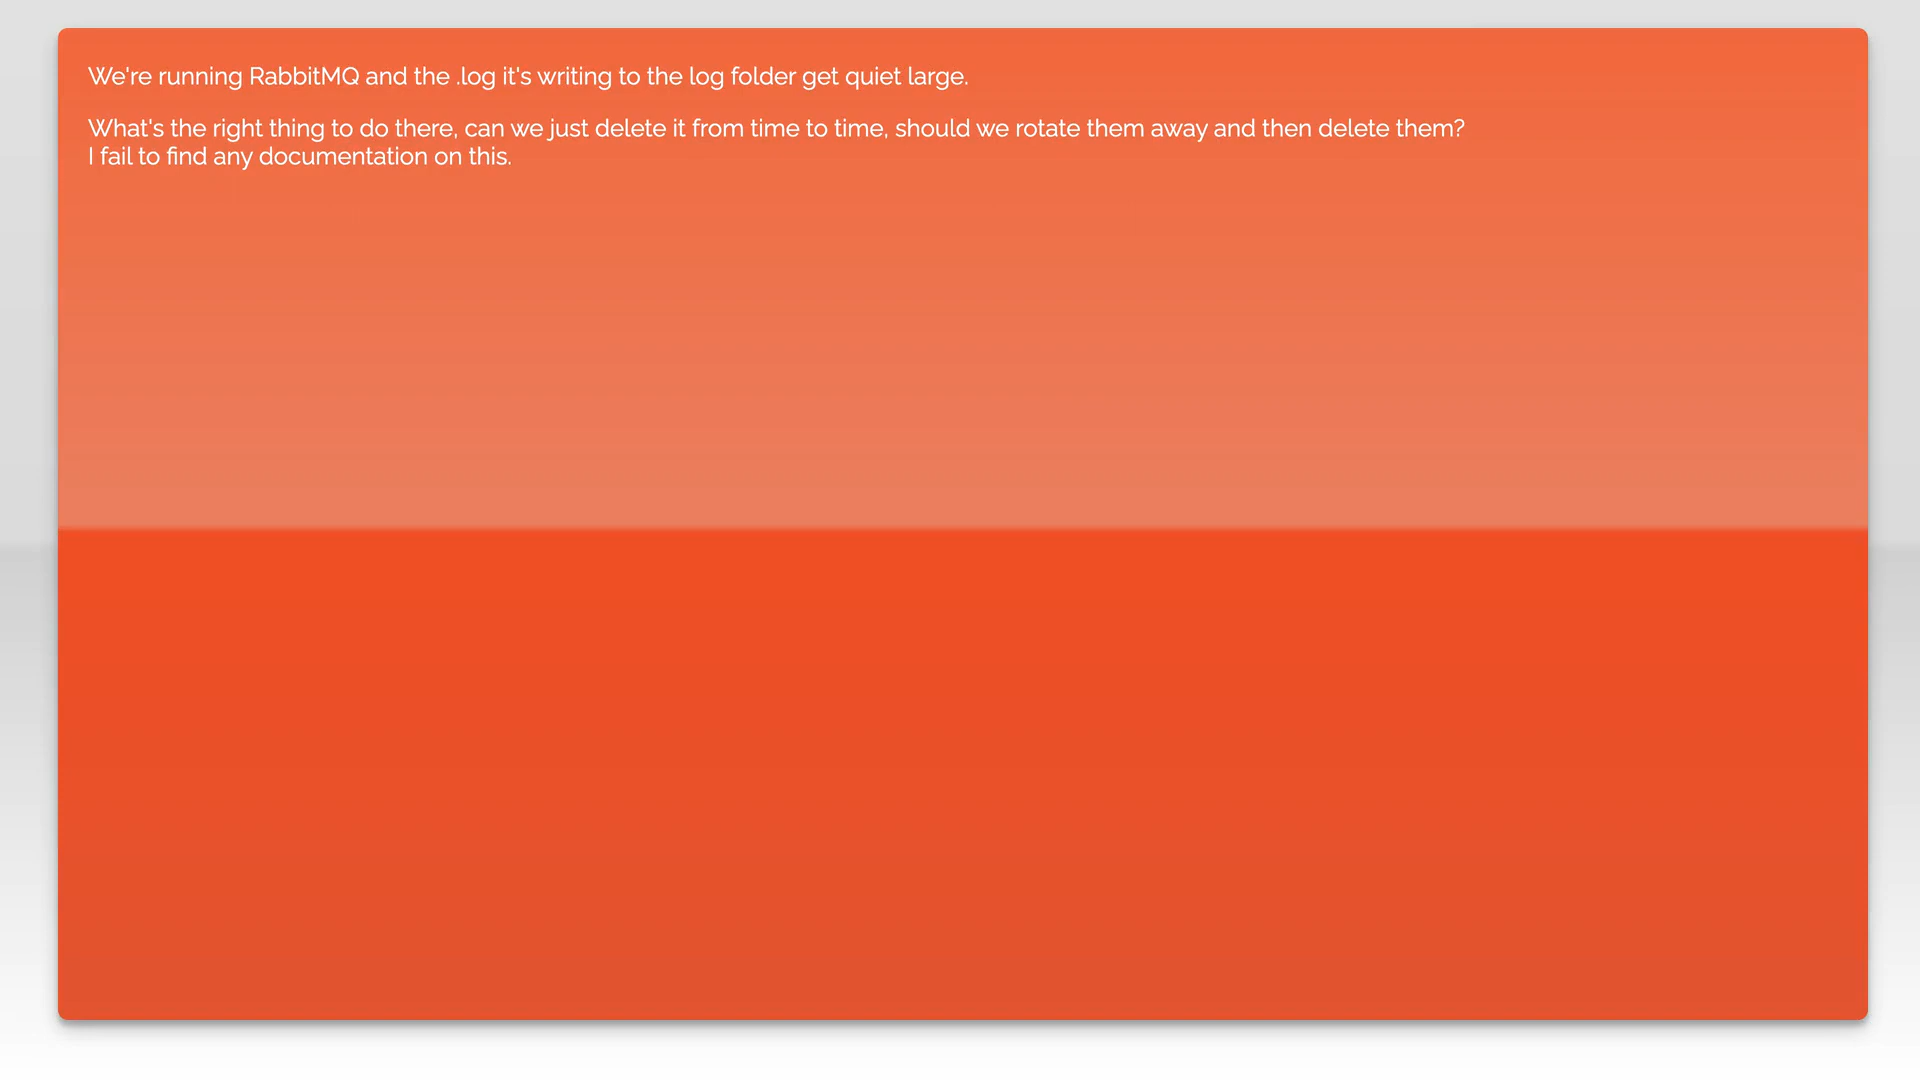 We're running RabbitMQ and the .log it's writing to the log folder get quiet large.
What's the right thing to do there, can we just delete it from time to time, should we rotate them away and then delete them?
I fail to find any documentation on this.